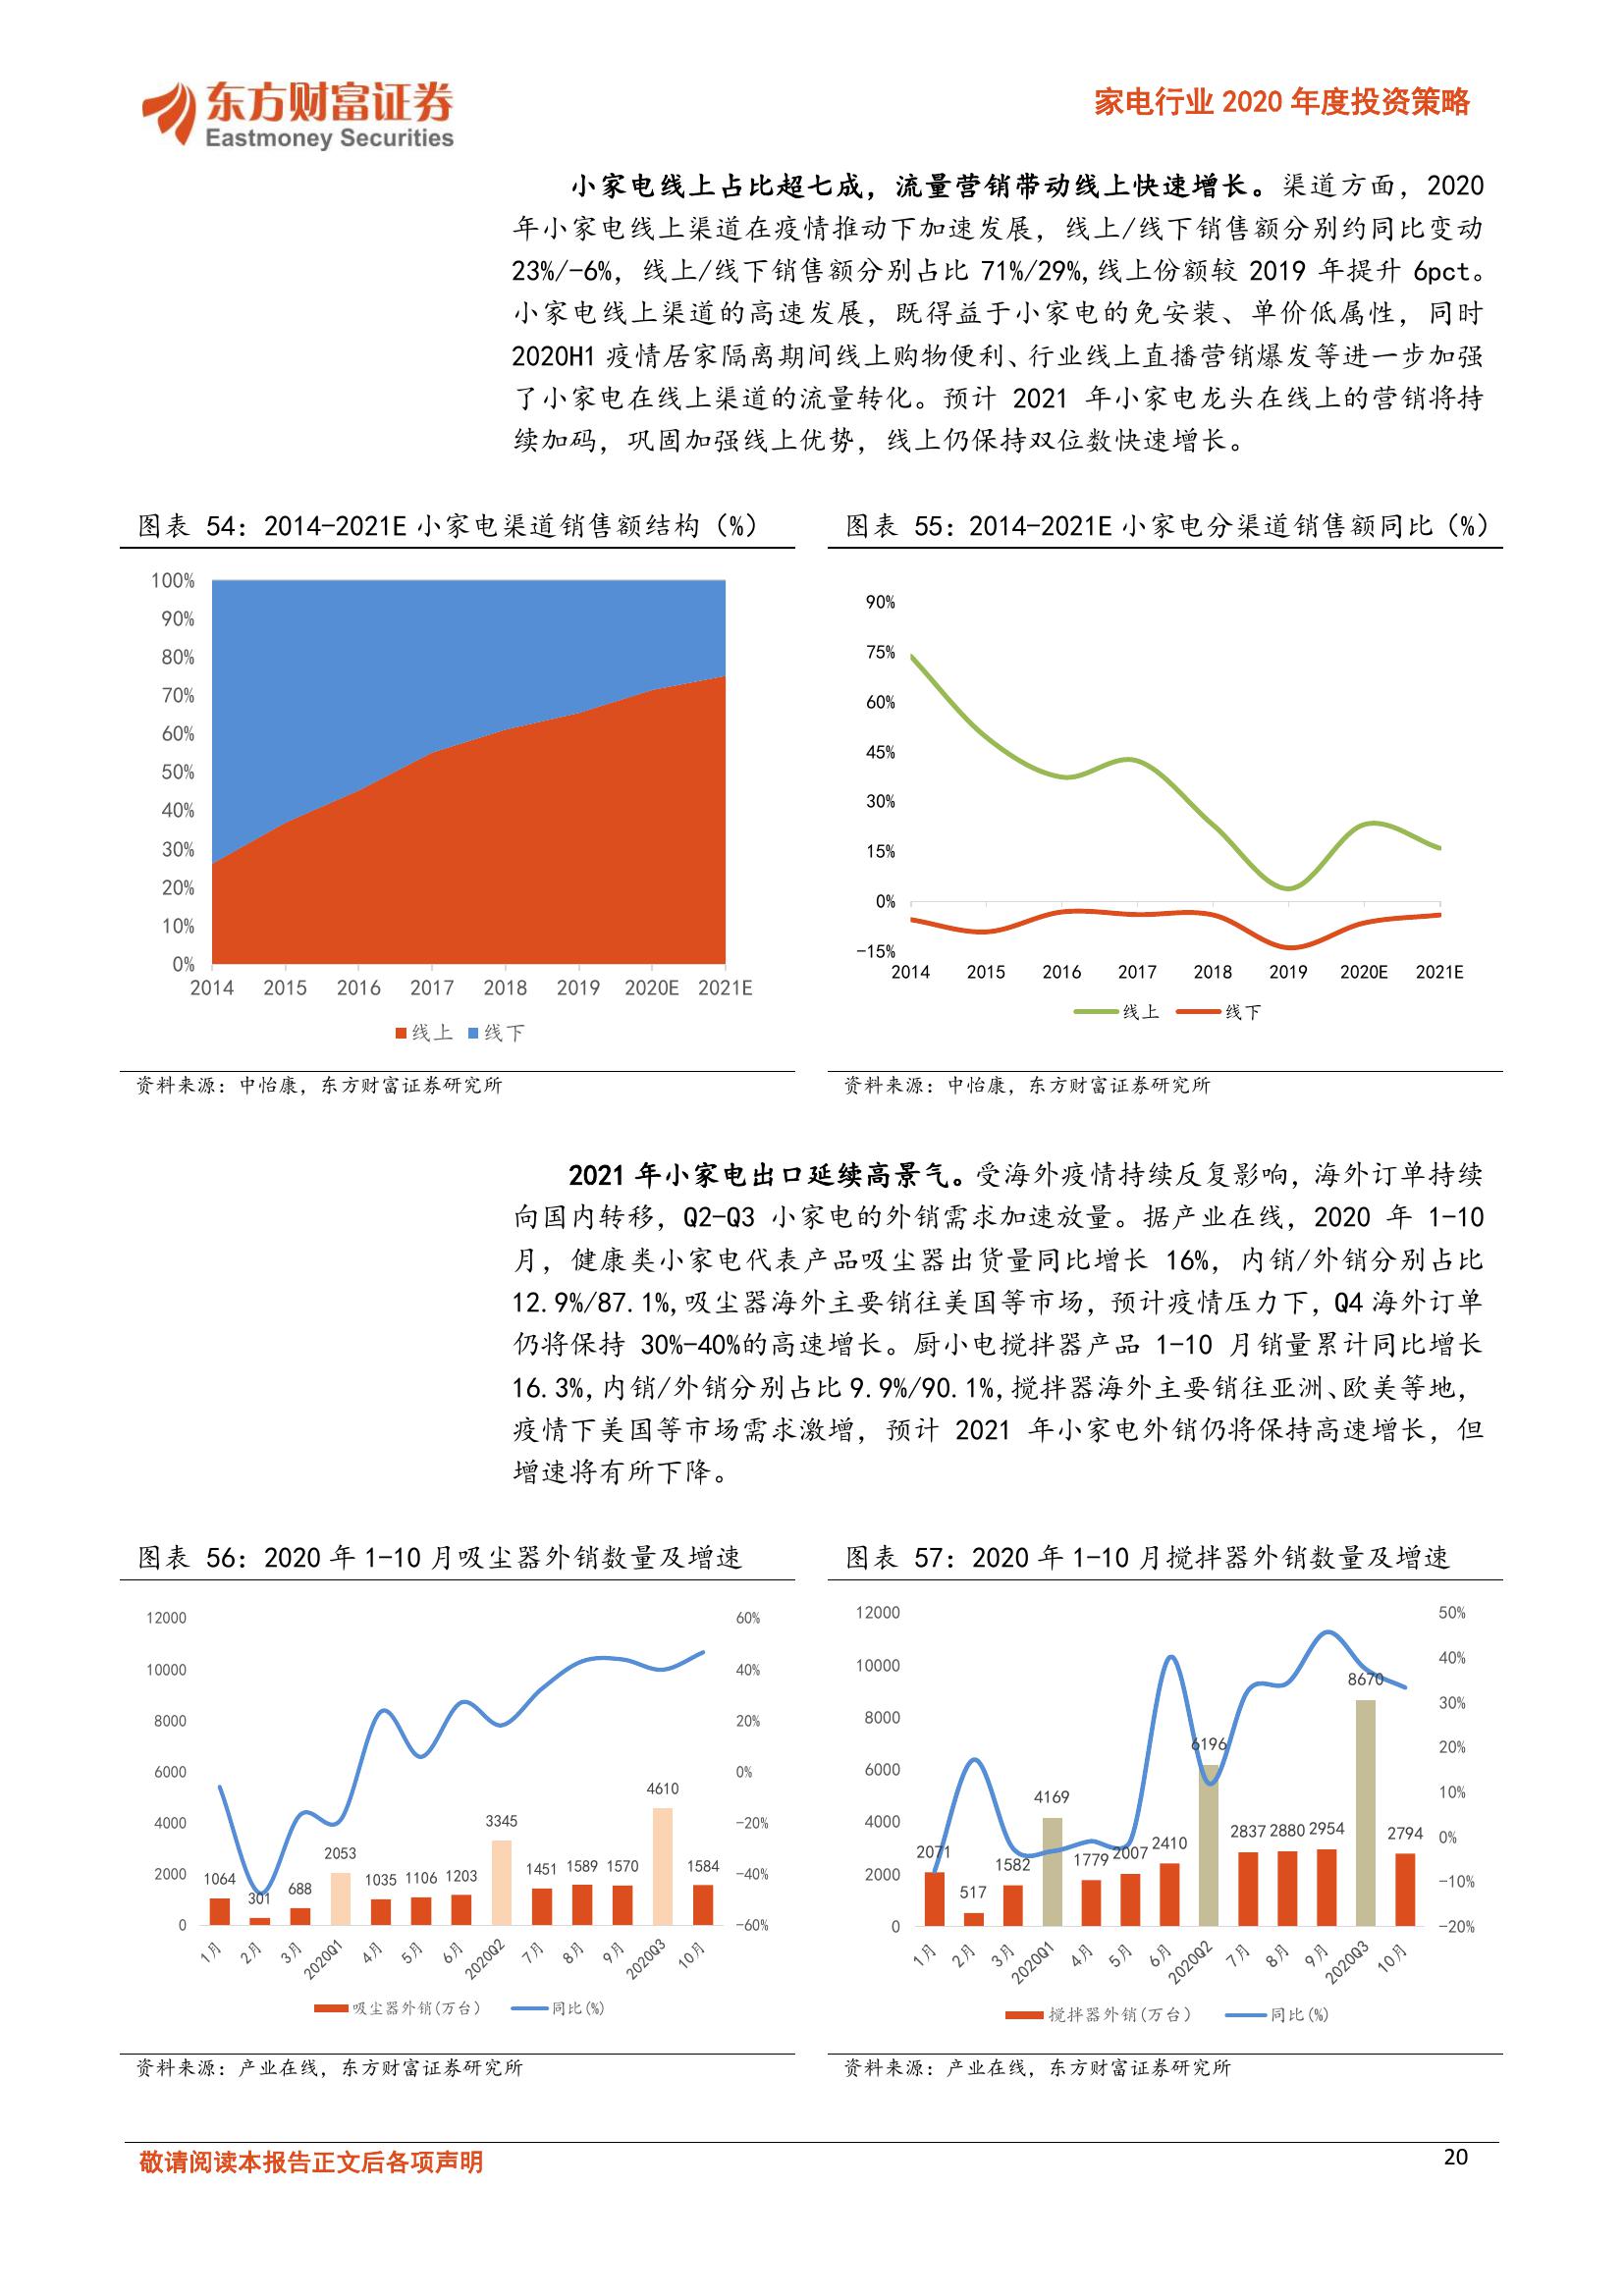 东方财富证券
Eastmoney Securities
家电行业 2020 年度投资策略
小家电线上占比超七成，流量营销带动线上快速增长。渠道方面，2020
年小家电线上渠道在疫情推动下加速发展，线上/线下销售额分别约同比变动
23%/-6%，线上/线下销售额分别占比 71%/29%,线上份额较 2019 年提升 6pct。
小家电线上渠道的高速发展，既得益于小家电的免安装、单价低属性，同时
2020H1 疫情居家隔离期间线上购物便利、行业线上直播营销爆发等进一步加强
了小家电在线上渠道的流量转化。预计 2021 年小家电龙头在线上的营销将持
续加码，巩固加强线上优势，线上仍保持双位数快速增长。
图表 54：2014-2021E 小家电渠道销售额结构（%）
100%
90%
80%
70%
60%
50%
40%
30%
20%
10%
0%
2014 2015 2016 2017 2018 2019 2020E 2021E
线上 线下
资料来源：中怡康，东方财富证券研究所
图表 55：2014-2021E 小家电分渠道销售额同比（%）
90%
75%
60%
45%
30%
15%
0%
-15%
2014 2015 2016 2017 2018 2019 2020E 2021E
线上 线下
资料来源：中怡康，东方财富证券研究所
2021 年小家电出口延续高景气。受海外疫情持续反复影响，海外订单持续
向国内转移，Q2-Q3 小家电的外销需求加速放量。据产业在线，2020 年 1-10
月，健康类小家电代表产品吸尘器出货量同比增长 16%，内销/外销分别占比
12.9%/87.1%,吸尘器海外主要销往美国等市场，预计疫情压力下，Q4 海外订单
仍将保持 30%-40%的高速增长。厨小电搅拌器产品 1-10 月销量累计同比增长
16.3%,内销/外销分别占比 9.9%/90.1%,搅拌器海外主要销往亚洲、欧美等地，
疫情下美国等市场需求激增，预计 2021 年小家电外销仍将保持高速增长，但
增速将有所下降。
图表 56：2020 年 1-10 月吸尘器外销数量及增速
12000
10000
8000
6000
4000
2000
0
60%
40%
20%
0%
-20%
-40%
-60%
1064 301 688 2053 1035 1106 1203 3345 1451 1589 1570 4610 1584
1月 2月 3月 2020Q1 4月 5月 6月 2020Q2 7月 8月 9月 2020Q3 10月
吸尘器外销(万台） 同比(%)
资料来源：产业在线，东方财富证券研究所
图表 57：2020 年 1-10 月搅拌器外销数量及增速
12000
10000
8000
6000
4000
2000
0
50%
40%
30%
20%
10%
0%
-10%
-20%
2071 517 1582 4169 1779 2007 2410 6196 2837 2880 2954 8670 2794
1月 2月 3月 2020Q1 4月 5月 6月 2020Q2 7月 8月 9月 2020Q3 10月
搅拌器外销(万台） 同比(%)
资料来源：产业在线，东方财富证券研究所
敬请阅读本报告正文后各项声明
20